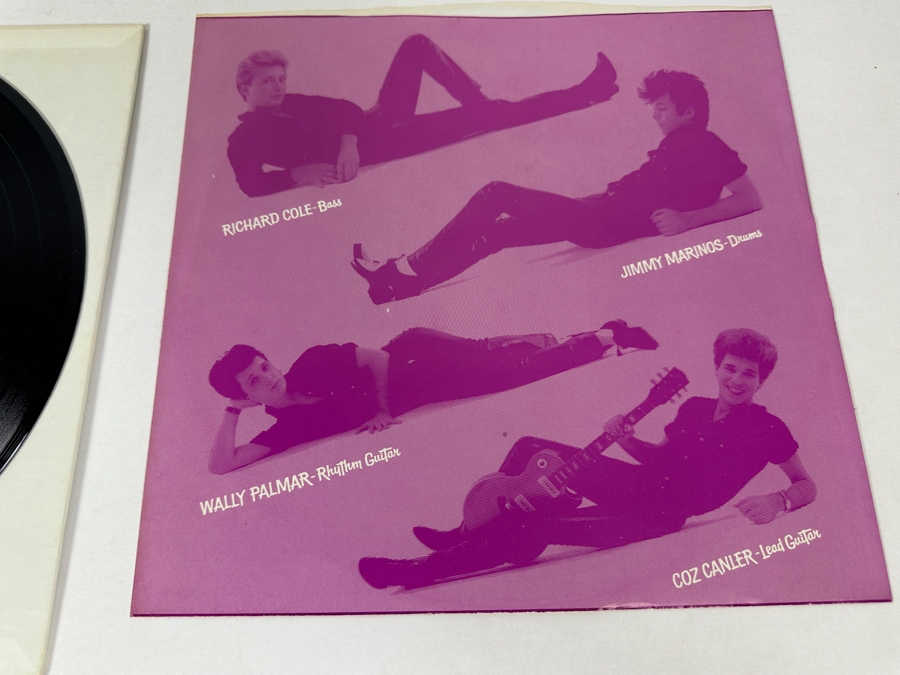 RICHARD COLE-Bass
JIMMY MARINOS-Drums
WALLY PALMAR-Rhythm Guitar
COZ CANLER-Lead Guitar